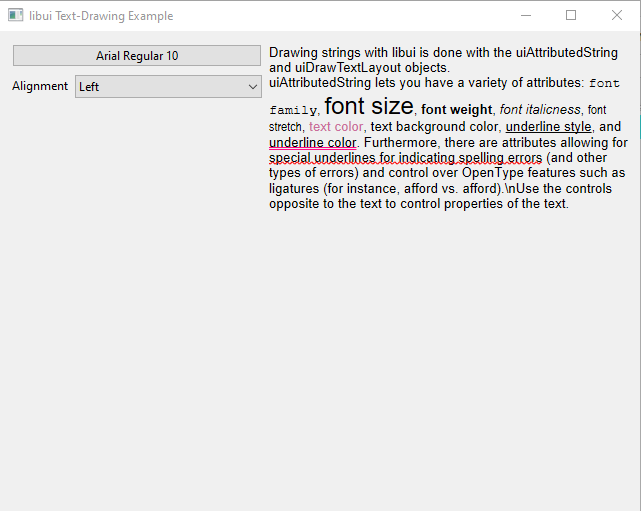 libui Text-Drawing Example
Arial Regular 10
Alignment
Left
Drawing strings with libui is done with the uiAttributedString
and uiDrawTextLayout objects.
uiAttributedString lets you have a variety of attributes: font
family, font size, font weight, font italicness, font
stretch, text color, text background color, underline style, and
underline color. Furthermore, there are attributes allowing for
special underlines for indicating spelling errors (and other
types of errors) and control over OpenType features such as
ligatures (for instance, afford vs. afford).\nUse the controls
opposite to the text to control properties of the text.